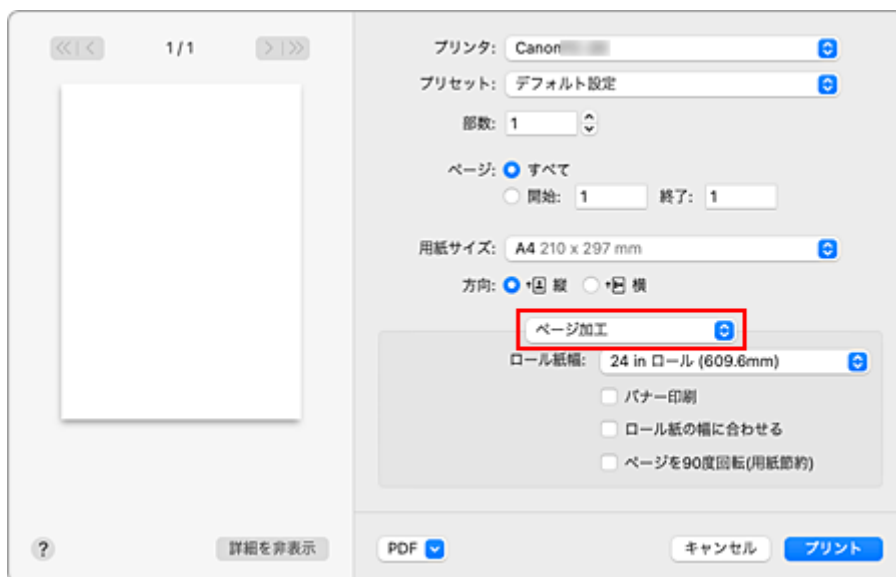 1 / 1
プリンタ: Canon
プリセット: デフォルト設定
部数: 1
ページ: すべて
開始: 1 終了: 1
用紙サイズ: A4 210 x 297 mm
方向: 縦 横
ページ加工
ロール紙幅: 24 in ロール (609.6mm)
バナー印刷
ロール紙の幅に合わせる
ページを90度回転(用紙節約)
? 詳細を非表示 PDF キャンセル プリント